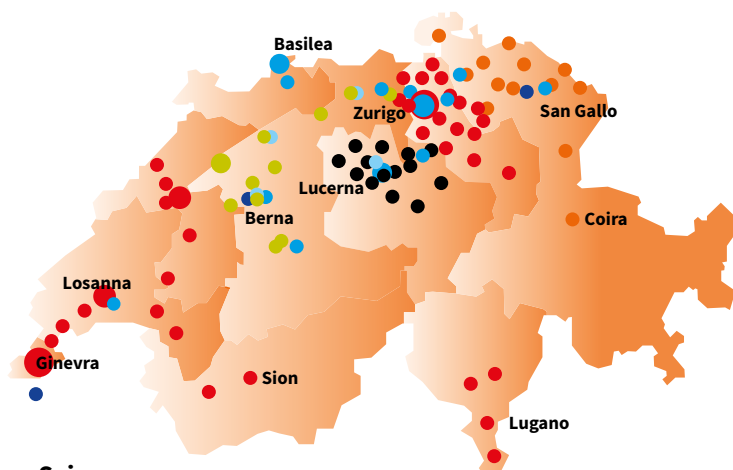 Basilea
Zurigo
San Gallo
Lucerna
Berna
Coira
Losanna
Ginevra
Sion
Lugano